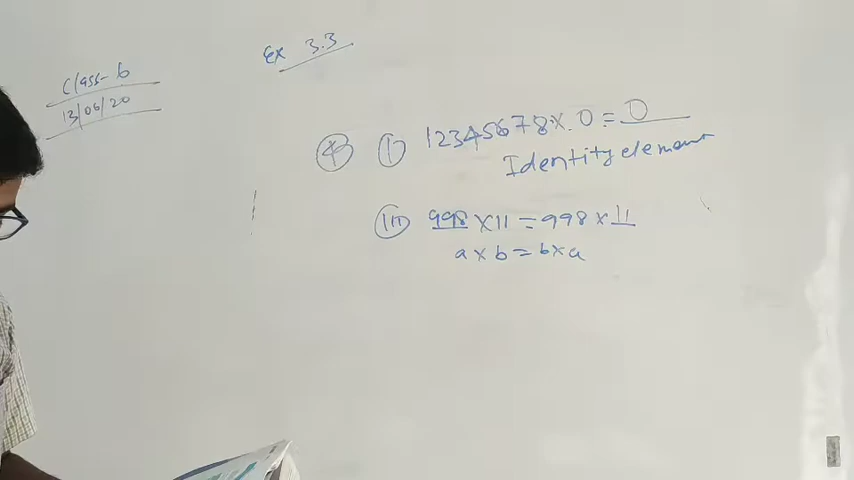 Ex 3.3
Class- 6
13/06/20
④ ① 12345678 x 0 = 0
Identity element
(III) 998 x 11 = 998 x 11
a x b = b x a